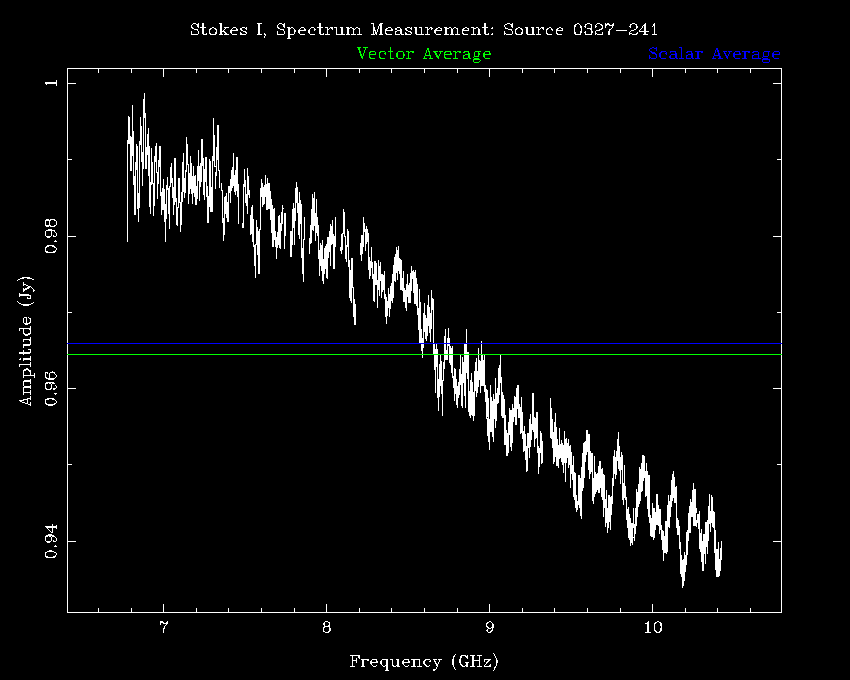 Stokes I, Spectrum Measurement: Source 0327−241
Vector Average Scalar Average
1
0.98
0.96
0.94
Amplitude (Jy)
7 8 9 10
Frequency (GHz)